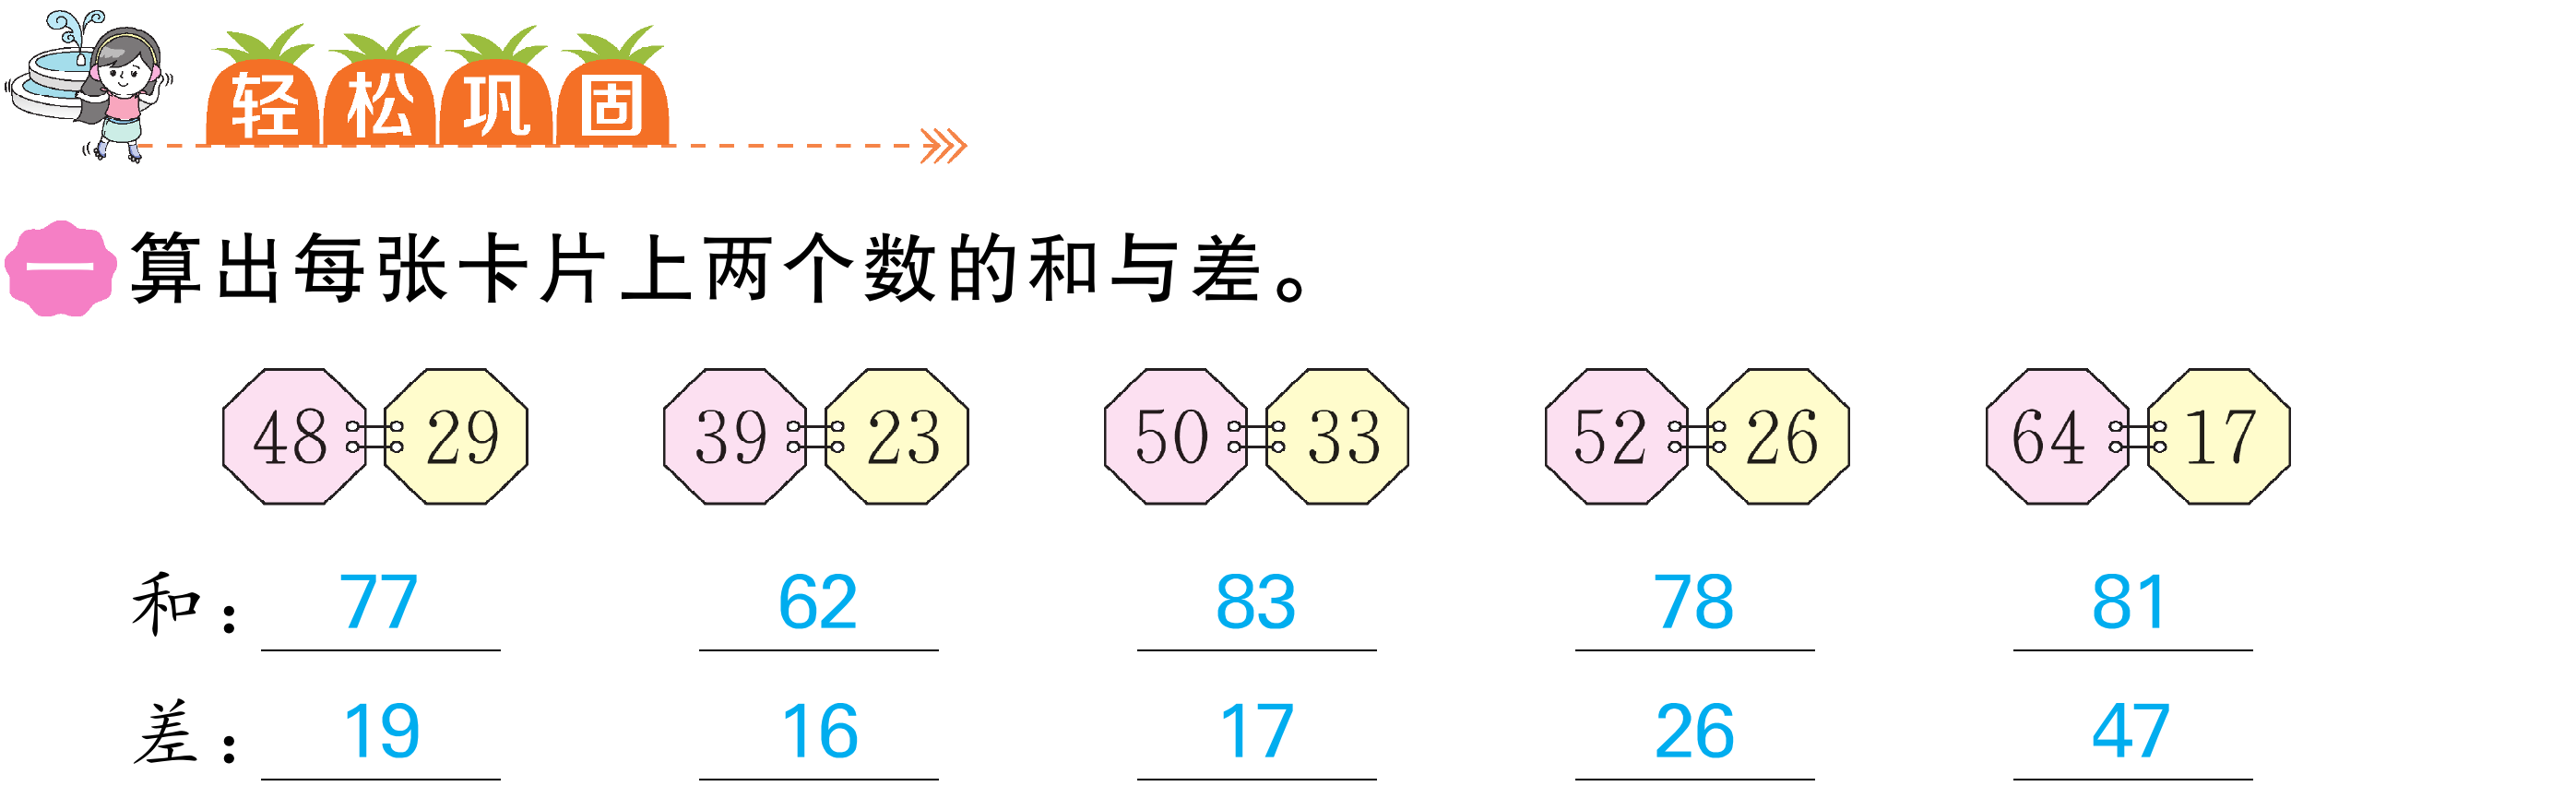 轻松巩固
一 算出每张卡片上两个数的和与差。
48 29 39 23 50 33 52 26 64 17
和： 77 62 83 78 81
差： 19 16 17 26 47